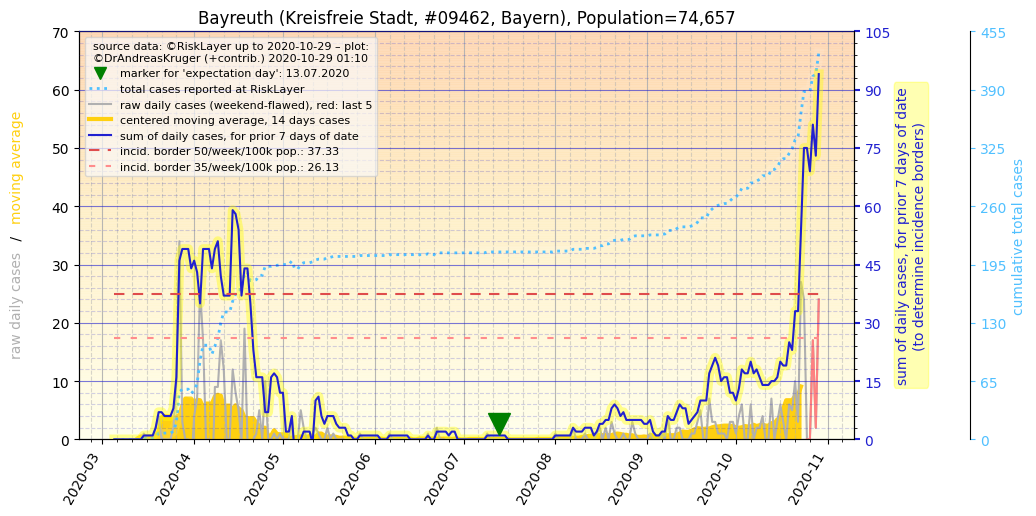 Bayreuth (Kreisfreie Stadt, #09462, Bayern), Population=74,657
source data: ©RiskLayer up to 2020-10-29 – plot:
©DrAndreasKruger (+contrib.) 2020-10-29 01:10
marker for 'expectation day': 13.07.2020
total cases reported at RiskLayer
raw daily cases (weekend-flawed), red: last 5
centered moving average, 14 days cases
sum of daily cases, for prior 7 days of date
incid. border 50/week/100k pop.: 37.33
incid. border 35/week/100k pop.: 26.13
raw daily cases / moving average
70
60
50
40
30
20
10
0
2020-03
2020-04
2020-05
2020-06
2020-07
2020-08
2020-09
2020-10
2020-11
105
90
75
60
45
30
15
0
sum of daily cases, for prior 7 days of date
(to determine incidence borders)
455
390
325
260
195
130
65
0
cumulative total cases